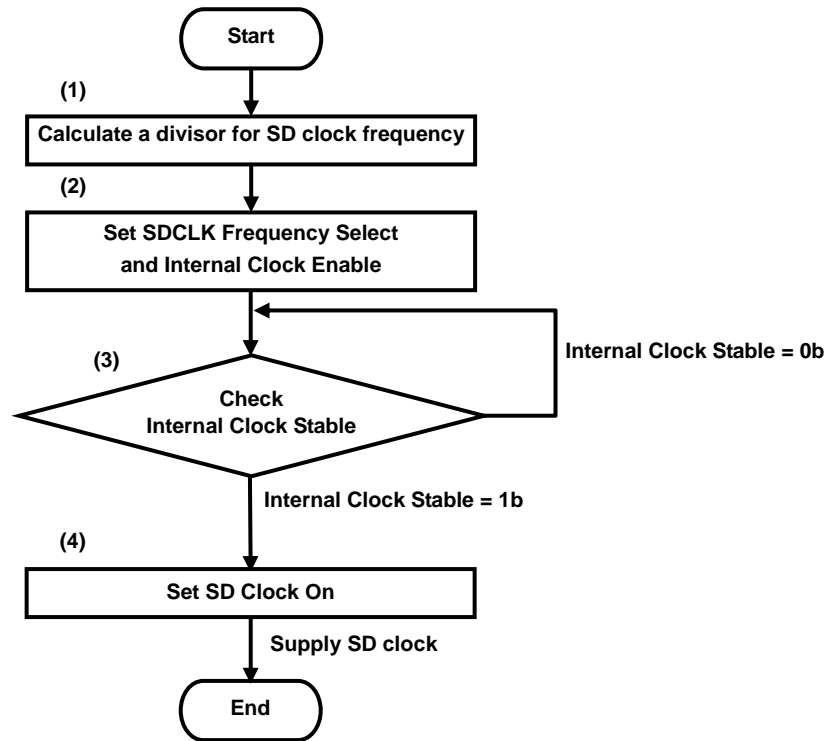 Start
(1)
Calculate a divisor for SD clock frequency
(2)
Set SDCLK Frequency Select
and Internal Clock Enable
Internal Clock Stable = 0b
(3)
Check
Internal Clock Stable
Internal Clock Stable = 1b
(4)
Set SD Clock On
Supply SD clock
End